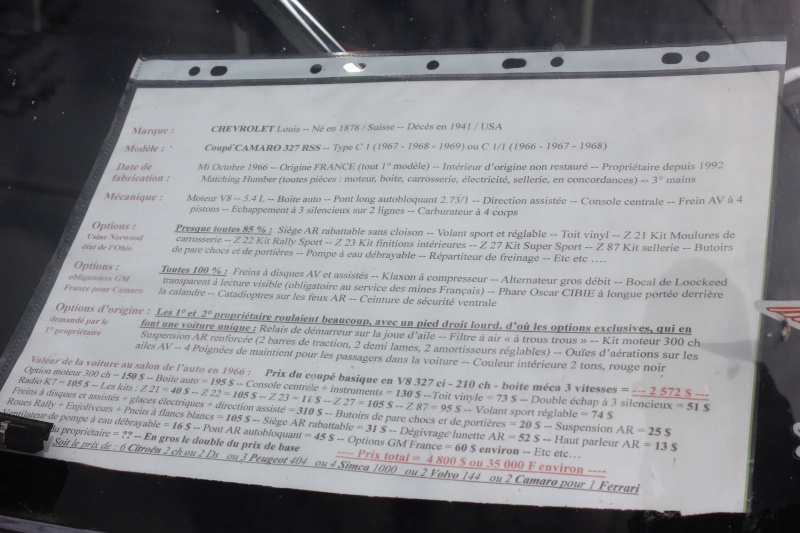 Marque : CHEVROLET Louis -- Né en 1878 / Suisse -- Décès en 1941 / USA
Modèle : Coupé CAMARO 327 RSS -- Type C 1 (1967 - 1968 - 1969) ou C 1/1 (1966 - 1967 - 1968)
Date de fabrication : Mi Octobre 1966 -- Origine FRANCE (tout 1° modèle) -- Intérieur d'origine non restauré -- Propriétaire depuis 1992
Matching Humber (toutes pièces : moteur, boite, carrosserie, électricité, sellerie, en concordances) -- 3° mains
Mécanique : Moteur V8 -- 5.4 L -- Boite auto -- Pont long autobloquant 2.73/1 -- Direction assistée -- Console centrale -- Frein AV à 4
pistons -- Echappement à 3 silencieux sur 2 lignes -- Carburateur à 4 corps
Options : Usine Norwood état de l'Ohio
Presque toutes 85 % : Siège AR rabattable sans cloison -- Volant sport et réglable -- Toit vinyl -- Z 21 Kit Moulures de
carrosserie -- Z 22 Kit Rally Sport -- Z 23 Kit finitions intérieures -- Z 27 Kit Super Sport -- Z 87 Kit sellerie -- Butoirs
de parc chocs et de portières -- Pompe à eau débrayable -- Répartiteur de freinage -- Etc etc ....
Options : obligatoires GM France pour Camaro
Toutes 100 % : Freins à disques AV et assistés -- Klaxon à compresseur -- Alternateur gros débit -- Bocal de Loockeed
transparent à lecture visible (obligatoire au service des mines Français) -- Phare Oscar CIBIE à longue portée derrière
la calandre -- Catadioptres sur les feux AR -- Ceinture de sécurité ventrale
Options d'origine : demandé par le 1° propriétaire
Les 1° et 2° propriétaire roulaient beaucoup, avec un pied droit lourd, d'où les options exclusives, qui en
font une voiture unique : Relais de démarreur sur la joue d'aile -- Filtre à air « à trous trous » -- Kit moteur 300 ch
Suspension AR renforcée (2 barres de traction, 2 demi lames, 2 amortisseurs réglables) -- Ouïes d'aérations sur les
ailes AV -- 4 Poignées de maintient pour les passagers dans la voiture -- Couleur intérieure 2 tons, rouge noir
Valeur de la voiture au salon de l'auto en 1966 : Prix du coupé basique en V8 327 ci - 210 ch - boite méca 3 vitesses = --- 2 572 $ ---
Option moteur 300 ch = 150 $ -- Boite auto = 195 $ -- Console centrale + instruments = 130 $ --Toit vinyl = 73 $ -- Double échap à 3 silencieux = 51 $
Radio K7 = 105 $ -- Les kits : Z 21 = 40 $ -- Z 22 = 105 $ -- Z 23 = 11 $ -- Z 27 = 105 $ -- Z 87 = 95 $ -- Volant sport réglable = 74 $
Freins à disques et assistés + glaces électriques + direction assistée = 310 $ -- Butoirs de parc chocs et de portières = 20 $ -- Suspension AR = 25 $
Roues Rally + Enjoliveurs + Pneus à flancs blancs = 105 $ -- Siège AR rabattable = 31 $ -- Dégivrage lunette AR = 52 $ -- Haut parleur AR = 13 $
Ventilateur de pompe à eau débrayable = 16 $ -- Pont AR autobloquant = 45 $ -- Options GM France = 60 $ environ -- Etc etc...
du propriétaire = ?? -- En gros le double du prix de base ---- Prix total = 4 800 $ ou 35 000 F environ ----
Soit le prix de : 6 Citroën 2 ch ou 2 Ds ou 3 Peugeot 404 ou 4 Simca 1000 ou 2 Volvo 144 ou 2 Camaro pour 1 Ferrari